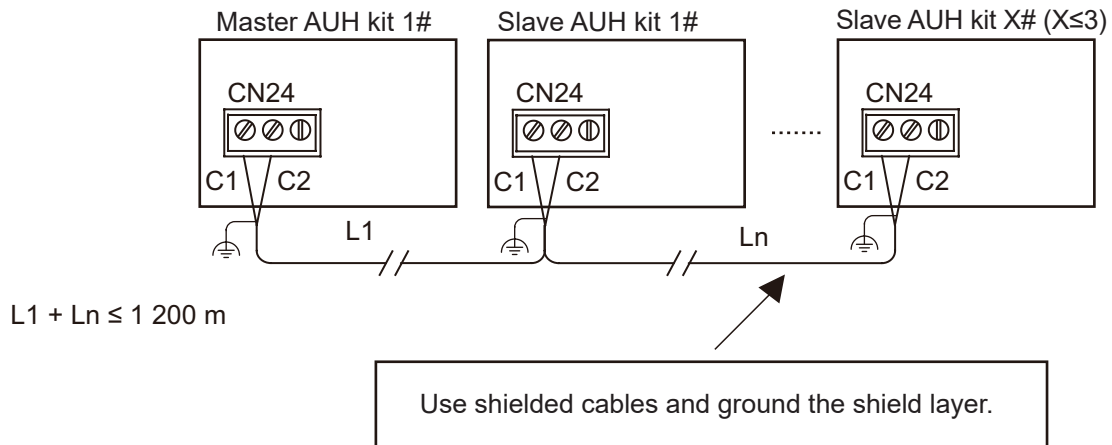 Master AUH kit 1#
Slave AUH kit 1#
Slave AUH kit X# (X≤3)
CN24
CN24
CN24
.......
C1
C2
C1
C2
C1
C2
L1
Ln
L1 + Ln ≤ 1 200 m
Use shielded cables and ground the shield layer.